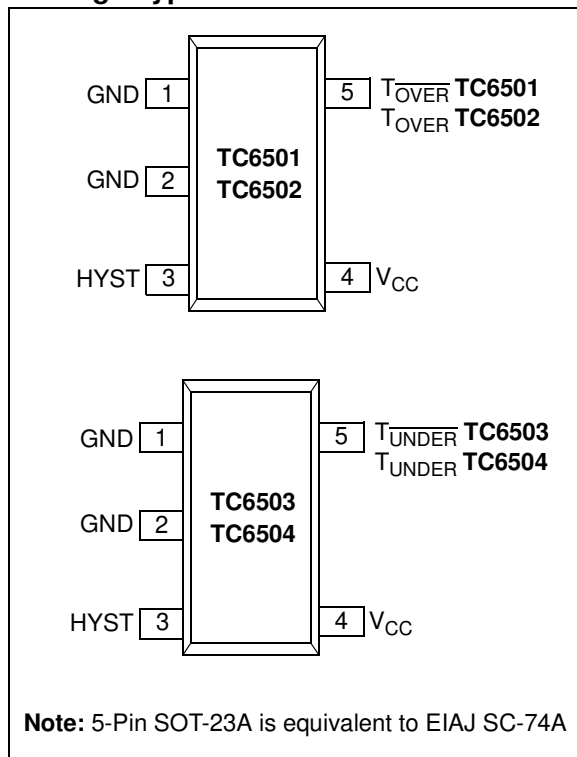 GND 1
5 T̅O̅V̅E̅R̅ TC6501
TOVER TC6502
TC6501
TC6502
GND 2
HYST 3
4 VCC
GND 1
5 T̅U̅N̅D̅E̅R̅ TC6503
TUNDER TC6504
TC6503
TC6504
GND 2
HYST 3
4 VCC
Note: 5-Pin SOT-23A is equivalent to EIAJ SC-74A